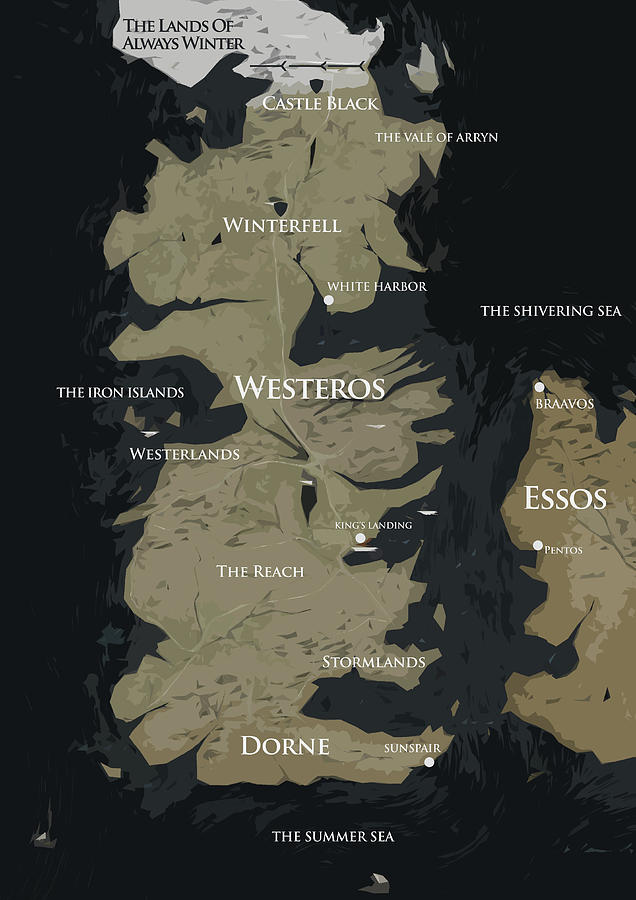 THE LANDS OF
ALWAYS WINTER
CASTLE BLACK
THE VALE OF ARRYN
WINTERFELL
WHITE HARBOR
THE SHIVERING SEA
WESTEROS
THE IRON ISLANDS
BRAAVOS
WESTERLANDS
ESSOS
KING'S LANDING
PENTOS
THE REACH
STORMLANDS
DORNE
SUNSPAIR
THE SUMMER SEA